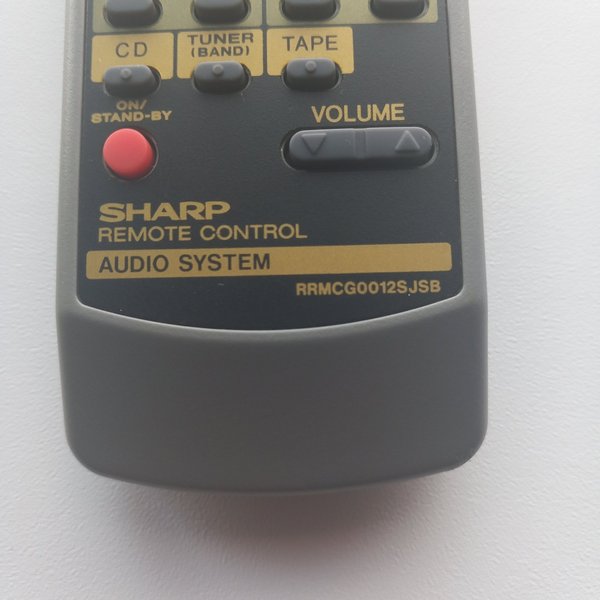 CD
TUNER
(BAND)
TAPE
ON/
STAND-BY
VOLUME
SHARP
REMOTE CONTROL
AUDIO SYSTEM
RRMCG0012SJSB